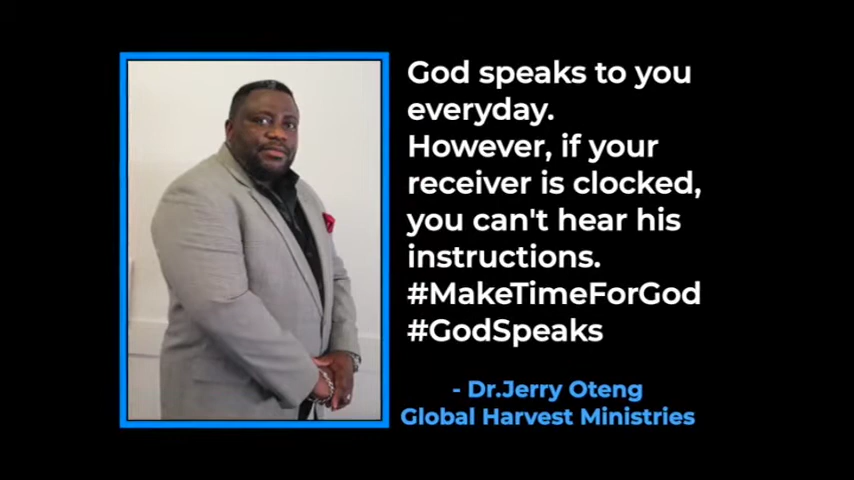 God speaks to you
everyday.
However, if your
receiver is clocked,
you can't hear his
instructions.
#MakeTimeForGod
#GodSpeaks
- Dr.Jerry Oteng
Global Harvest Ministries